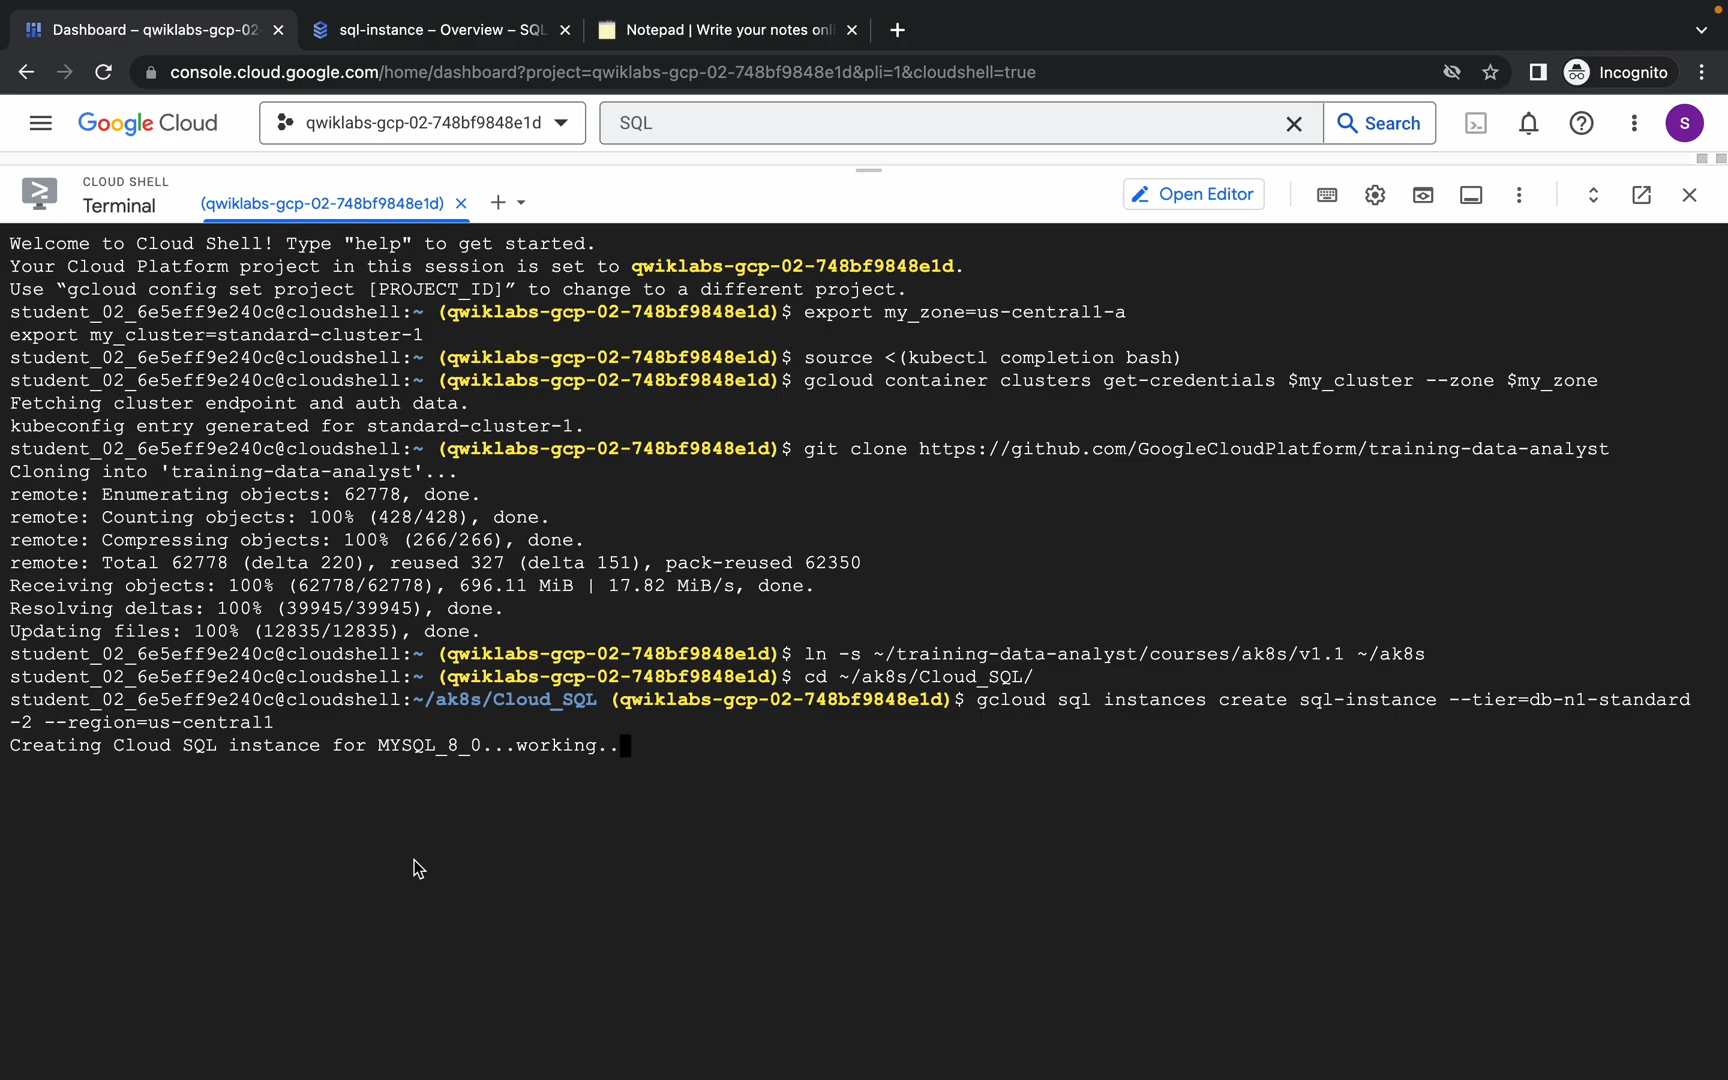 Dashboard – qwiklabs-gcp-02-
sql-instance – Overview – SQL
Notepad | Write your notes onli
console.cloud.google.com/home/dashboard?project=qwiklabs-gcp-02-748bf9848e1d&pli=1&cloudshell=true
Incognito
Google Cloud
qwiklabs-gcp-02-748bf9848e1d
SQL
Search
S
CLOUD SHELL
Terminal
(qwiklabs-gcp-02-748bf9848e1d)
Open Editor
Welcome to Cloud Shell! Type "help" to get started.
Your Cloud Platform project in this session is set to qwiklabs-gcp-02-748bf9848e1d.
Use “gcloud config set project [PROJECT_ID]” to change to a different project.
student_02_6e5eff9e240c@cloudshell:~ (qwiklabs-gcp-02-748bf9848e1d)$ export my_zone=us-central1-a
export my_cluster=standard-cluster-1
student_02_6e5eff9e240c@cloudshell:~ (qwiklabs-gcp-02-748bf9848e1d)$ source <(kubectl completion bash)
student_02_6e5eff9e240c@cloudshell:~ (qwiklabs-gcp-02-748bf9848e1d)$ gcloud container clusters get-credentials $my_cluster --zone $my_zone
Fetching cluster endpoint and auth data.
kubeconfig entry generated for standard-cluster-1.
student_02_6e5eff9e240c@cloudshell:~ (qwiklabs-gcp-02-748bf9848e1d)$ git clone https://github.com/GoogleCloudPlatform/training-data-analyst
Cloning into 'training-data-analyst'...
remote: Enumerating objects: 62778, done.
remote: Counting objects: 100% (428/428), done.
remote: Compressing objects: 100% (266/266), done.
remote: Total 62778 (delta 220), reused 327 (delta 151), pack-reused 62350
Receiving objects: 100% (62778/62778), 696.11 MiB | 17.82 MiB/s, done.
Resolving deltas: 100% (39945/39945), done.
Updating files: 100% (12835/12835), done.
student_02_6e5eff9e240c@cloudshell:~ (qwiklabs-gcp-02-748bf9848e1d)$ ln -s ~/training-data-analyst/courses/ak8s/v1.1 ~/ak8s
student_02_6e5eff9e240c@cloudshell:~ (qwiklabs-gcp-02-748bf9848e1d)$ cd ~/ak8s/Cloud_SQL/
student_02_6e5eff9e240c@cloudshell:~/ak8s/Cloud_SQL (qwiklabs-gcp-02-748bf9848e1d)$ gcloud sql instances create sql-instance --tier=db-n1-standard
-2 --region=us-central1
Creating Cloud SQL instance for MYSQL_8_0...working..